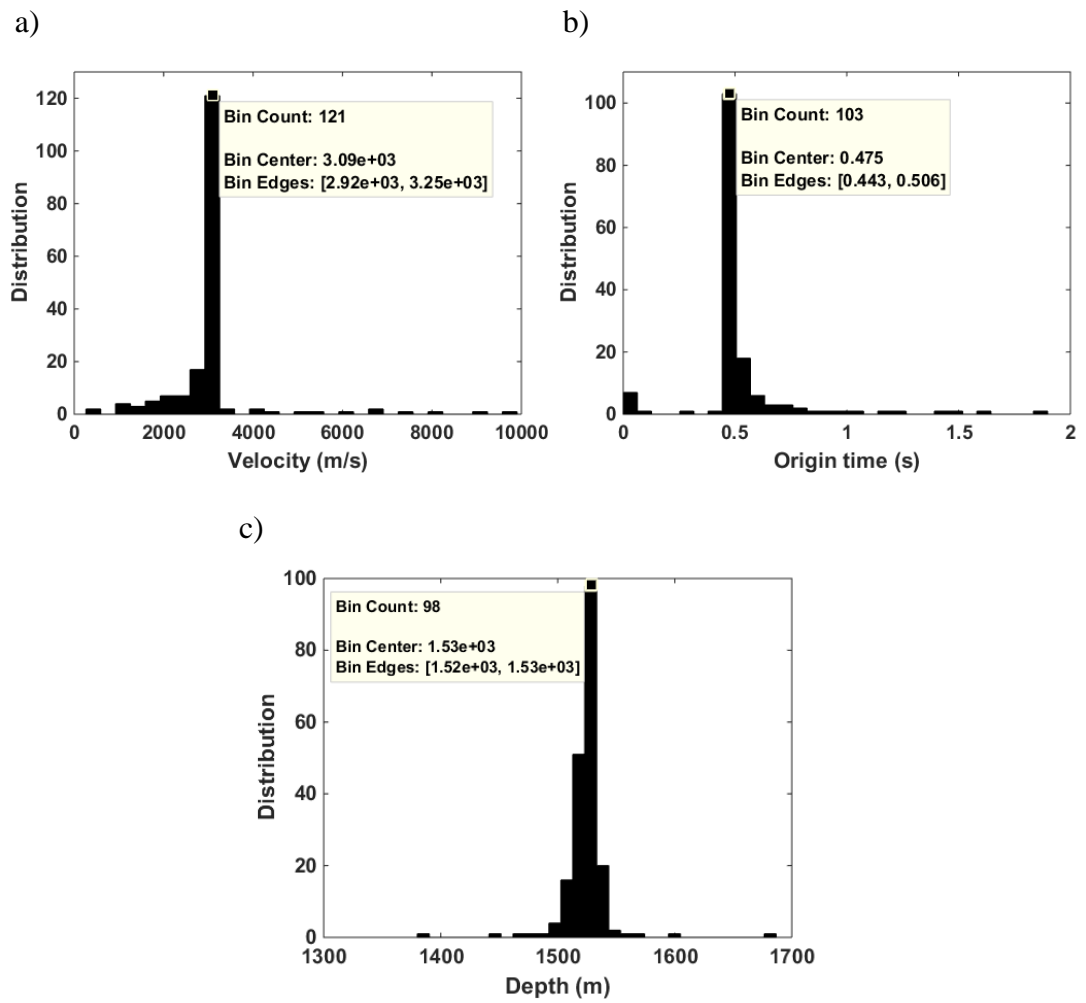 a)
120
100
80
60
40
20
0
Distribution
Bin Count: 121
Bin Center: 3.09e+03
Bin Edges: [2.92e+03, 3.25e+03]
0 2000 4000 6000 8000 10000
Velocity (m/s)
b)
100
80
60
40
20
0
Distribution
Bin Count: 103
Bin Center: 0.475
Bin Edges: [0.443, 0.506]
0 0.5 1 1.5 2
Origin time (s)
c)
100
80
60
40
20
0
Distribution
Bin Count: 98
Bin Center: 1.53e+03
Bin Edges: [1.52e+03, 1.53e+03]
1300 1400 1500 1600 1700
Depth (m)